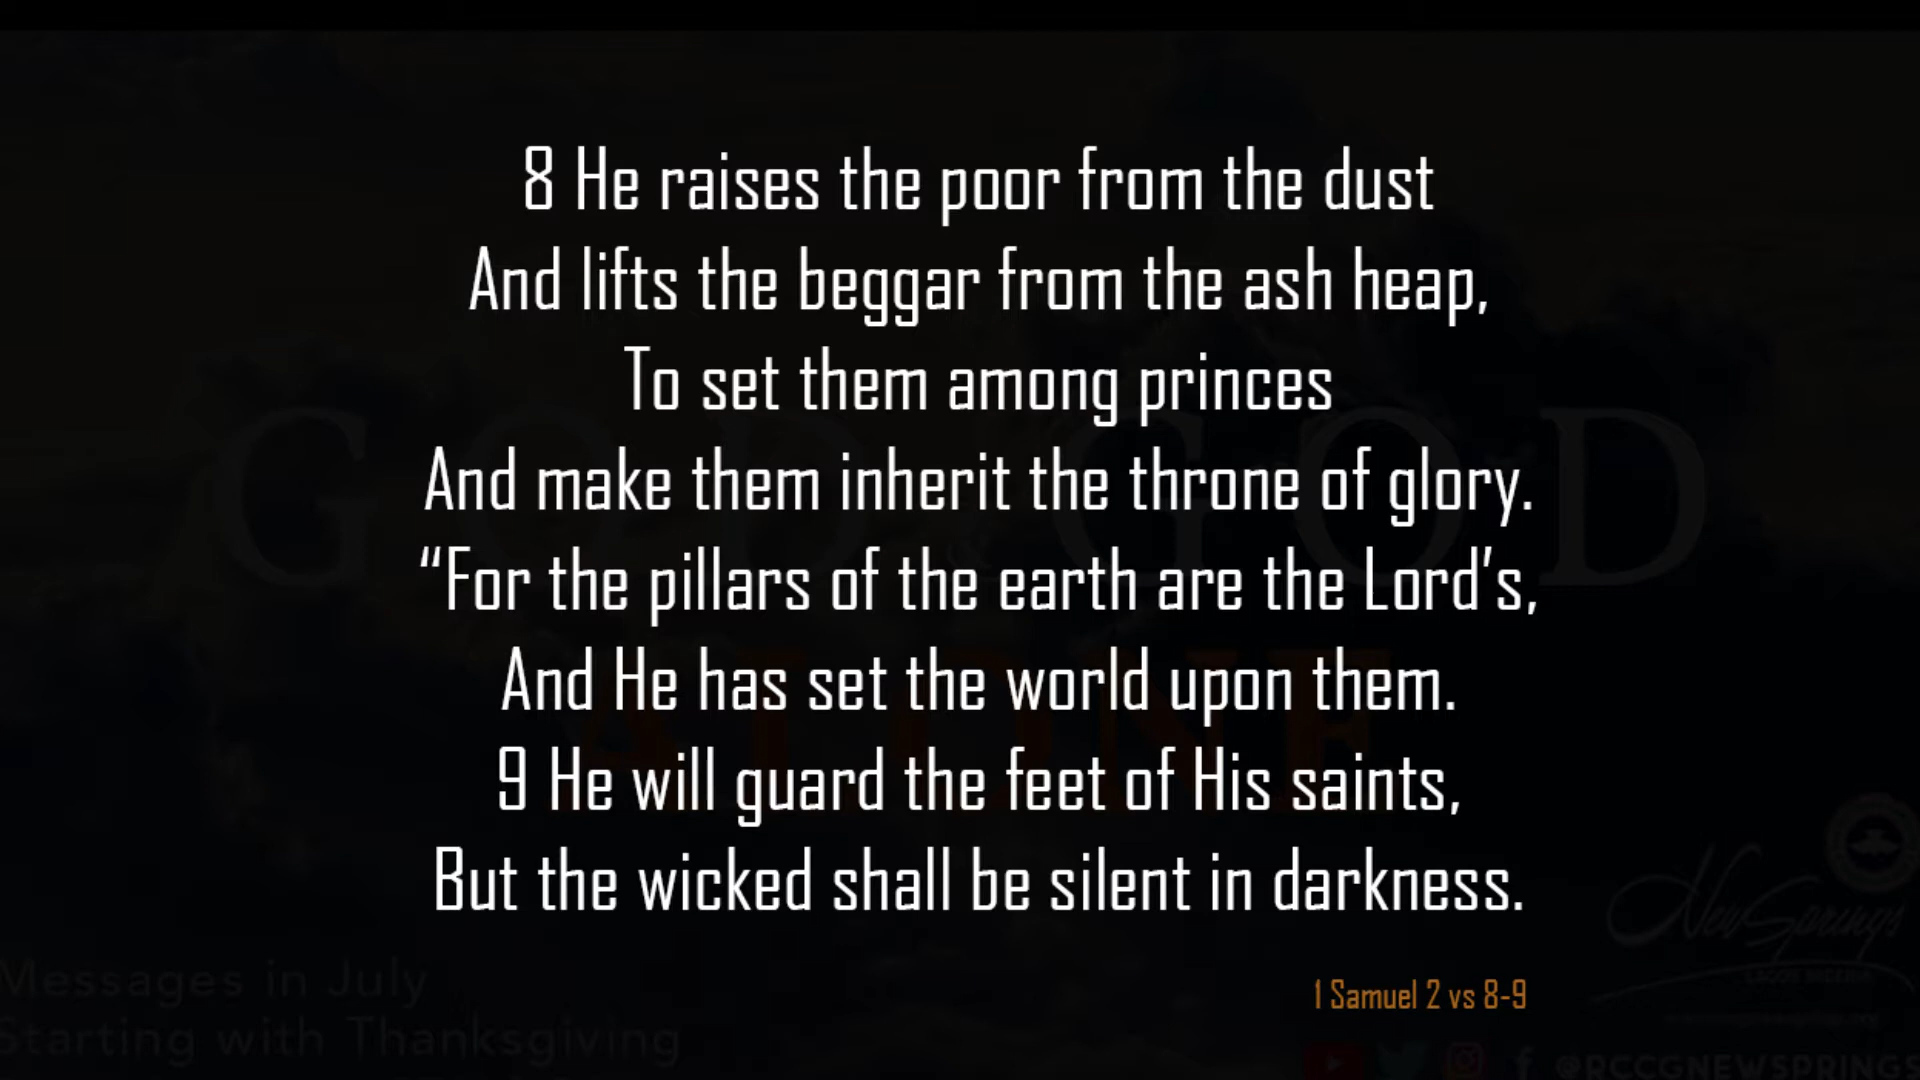 8 He raises the poor from the dust
And lifts the beggar from the ash heap,
To set them among princes
And make them inherit the throne of glory.
“For the pillars of the earth are the Lord’s,
And He has set the world upon them.
9 He will guard the feet of His saints,
But the wicked shall be silent in darkness.
1 Samuel 2 vs 8-9
GOD GOD
ALONE
NewSprings
Messages in July
Starting with Thanksgiving
@RCCGNEWSPRINGS